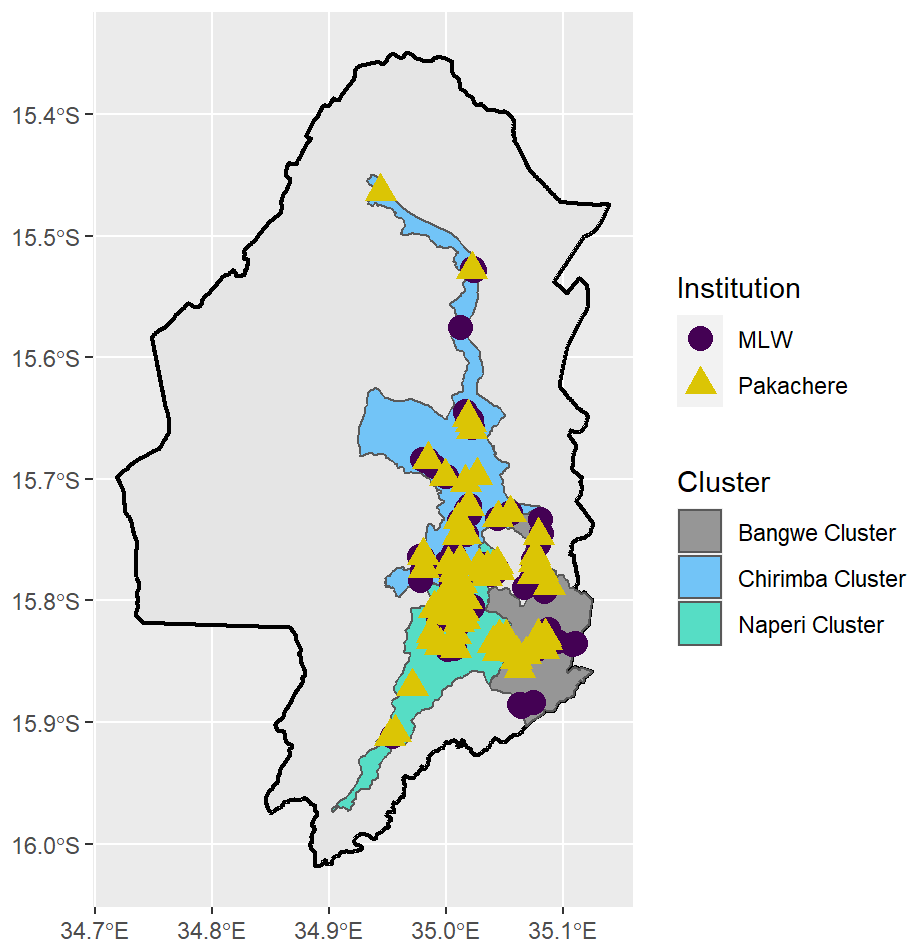 15.4°S
15.5°S
15.6°S
15.7°S
15.8°S
15.9°S
16.0°S
34.7°E 34.8°E 34.9°E 35.0°E 35.1°E
Institution
MLW
Pakachere
Cluster
Bangwe Cluster
Chirimba Cluster
Naperi Cluster